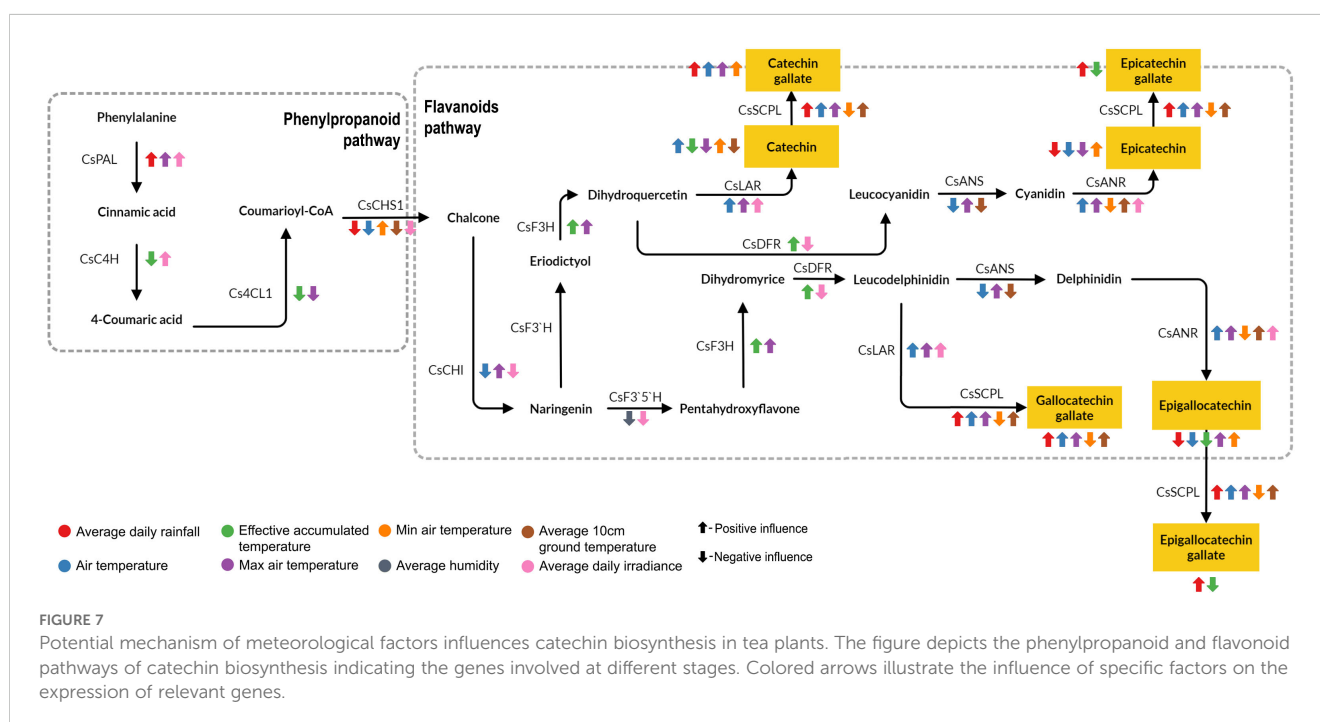 Phenylalanine
CsPAL
Cinnamic acid
CsC4H
4-Coumaric acid
Cs4CL1
Coumarioyl-CoA
Phenylpropanoid
pathway
CsCHS1
Flavanoids
pathway
Chalcone
CsCHI
Naringenin
CsF3`H
Eriodictyol
CsF3H
Dihydroquercetin
CsLAR
Catechin
CsSCPL
Catechin
gallate
CsDFR
Leucocyanidin
CsANS
Cyanidin
CsANR
Epicatechin
CsSCPL
Epicatechin
gallate
CsF3`5`H
Pentahydroxyflavone
CsF3H
Dihydromyrice
CsDFR
Leucodelphinidin
CsANS
Delphinidin
CsLAR
CsSCPL
Gallocatechin
gallate
CsANR
Epigallocatechin
CsSCPL
Epigallocatechin
gallate
Average daily rainfall
Air temperature
Effective accumulated
temperature
Max air temperature
Min air temperature
Average humidity
Average 10cm
ground temperature
Average daily irradiance
-Positive influence
-Negative influence
FIGURE 7
Potential mechanism of meteorological factors influences catechin biosynthesis in tea plants. The figure depicts the phenylpropanoid and flavonoid
pathways of catechin biosynthesis indicating the genes involved at different stages. Colored arrows illustrate the influence of specific factors on the
expression of relevant genes.